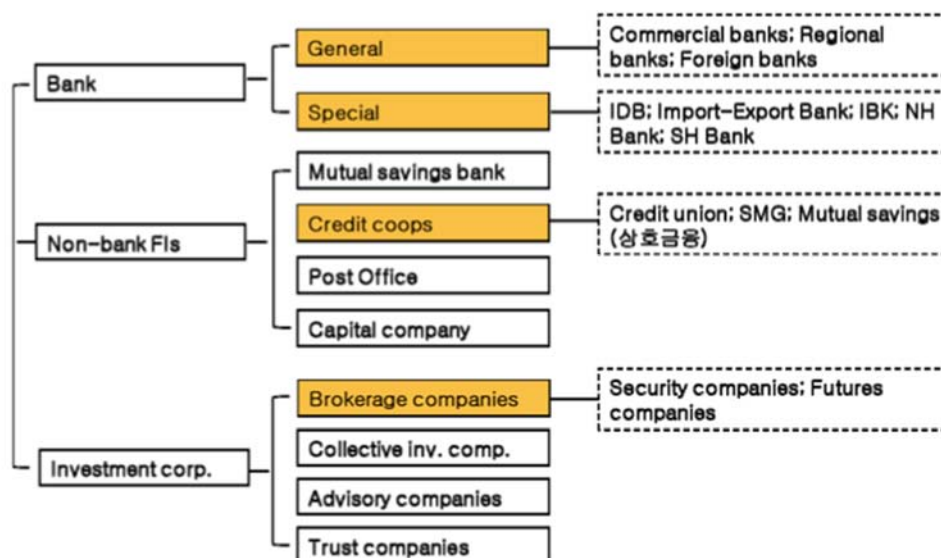 Bank
General
Commercial banks; Regional
banks; Foreign banks
Special
IDB; Import-Export Bank; IBK; NH
Bank; SH Bank
Non-bank FIs
Mutual savings bank
Credit coops
Credit union; SMG; Mutual savings
(상호금융)
Post Office
Capital company
Investment corp.
Brokerage companies
Security companies; Futures
companies
Collective inv. comp.
Advisory companies
Trust companies